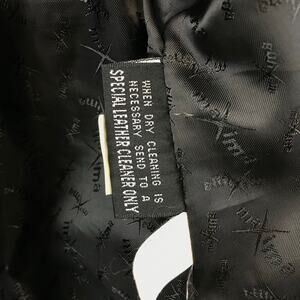 WHEN DRY CLEANING IS
NECESSARY SEND TO A
SPECIAL LEATHER CLEANER ONLY